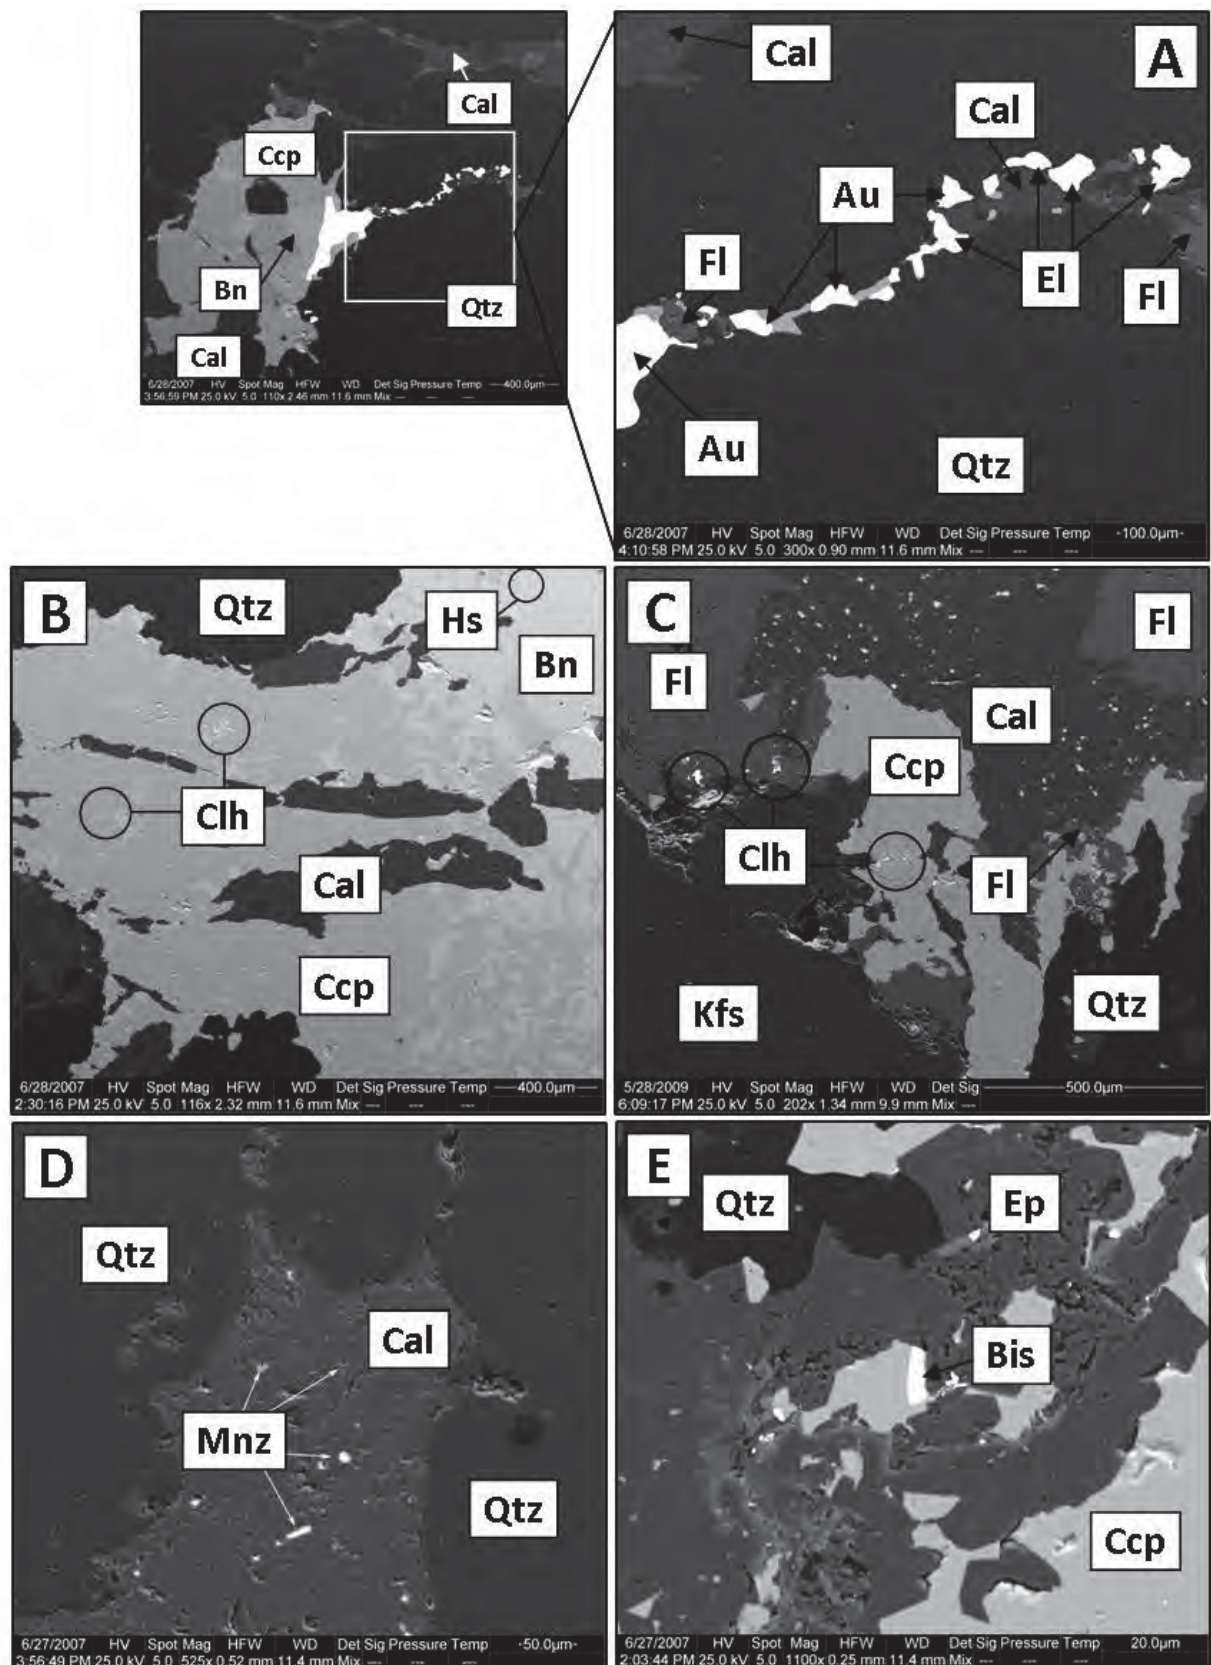 Cal
Ccp
Bn
Qtz
Cal
6/28/2007 HV Spot Mag HFW WD Det Sig Pressure Temp 400.0µm
3:56:59 PM 25.0 kV 5.0 110x 2.46 mm 11.6 mm Mix --- --- ---
A
Cal
Cal
Au
Fl
El
Fl
Au
Qtz
6/28/2007 HV Spot Mag HFW WD Det Sig Pressure Temp -100.0µm-
4:10:58 PM 25.0 kV 5.0 300x 0.90 mm 11.6 mm Mix --- --- ---
B
Qtz
Hs
Bn
Clh
Cal
Ccp
6/28/2007 HV Spot Mag HFW WD Det Sig Pressure Temp 400.0µm
2:30:16 PM 25.0 kV 5.0 116x 2.32 mm 11.6 mm Mix --- --- ---
C
Fl
Fl
Cal
Ccp
Clh
Fl
Kfs
Qtz
5/28/2009 HV Spot Mag HFW WD Det Sig 500.0µm
6:09:17 PM 25.0 kV 5.0 202x 1.34 mm 9.9 mm Mix ---
D
Qtz
Cal
Mnz
Qtz
6/27/2007 HV Spot Mag HFW WD Det Sig Pressure Temp -50.0µm-
3:56:49 PM 25.0 kV 5.0 525x 0.52 mm 11.4 mm Mix --- --- ---
E
Qtz
Ep
Bis
Ccp
6/27/2007 HV Spot Mag HFW WD Det Sig Pressure Temp 20.0µm
2:03:44 PM 25.0 kV 5.0 1100x 0.25 mm 11.4 mm Mix --- --- ---